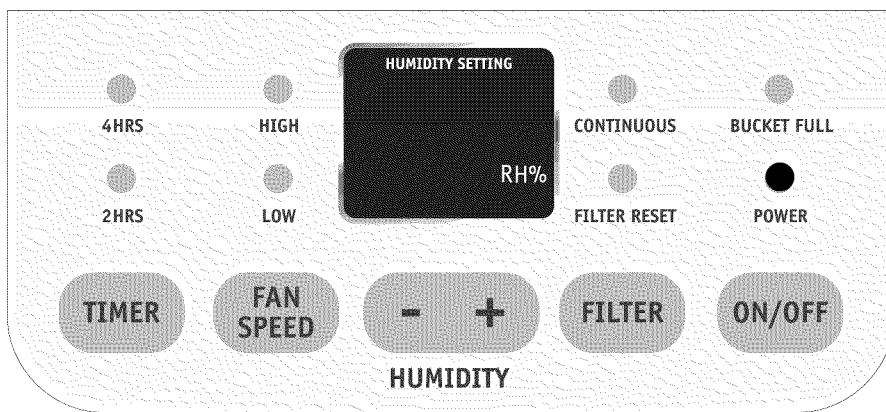 HUMIDITY SETTING
4HRS
HIGH
CONTINUOUS
BUCKET FULL
RH%
2HRS
LOW
FILTER RESET
POWER
TIMER
FAN
SPEED
- +
FILTER
ON/OFF
HUMIDITY